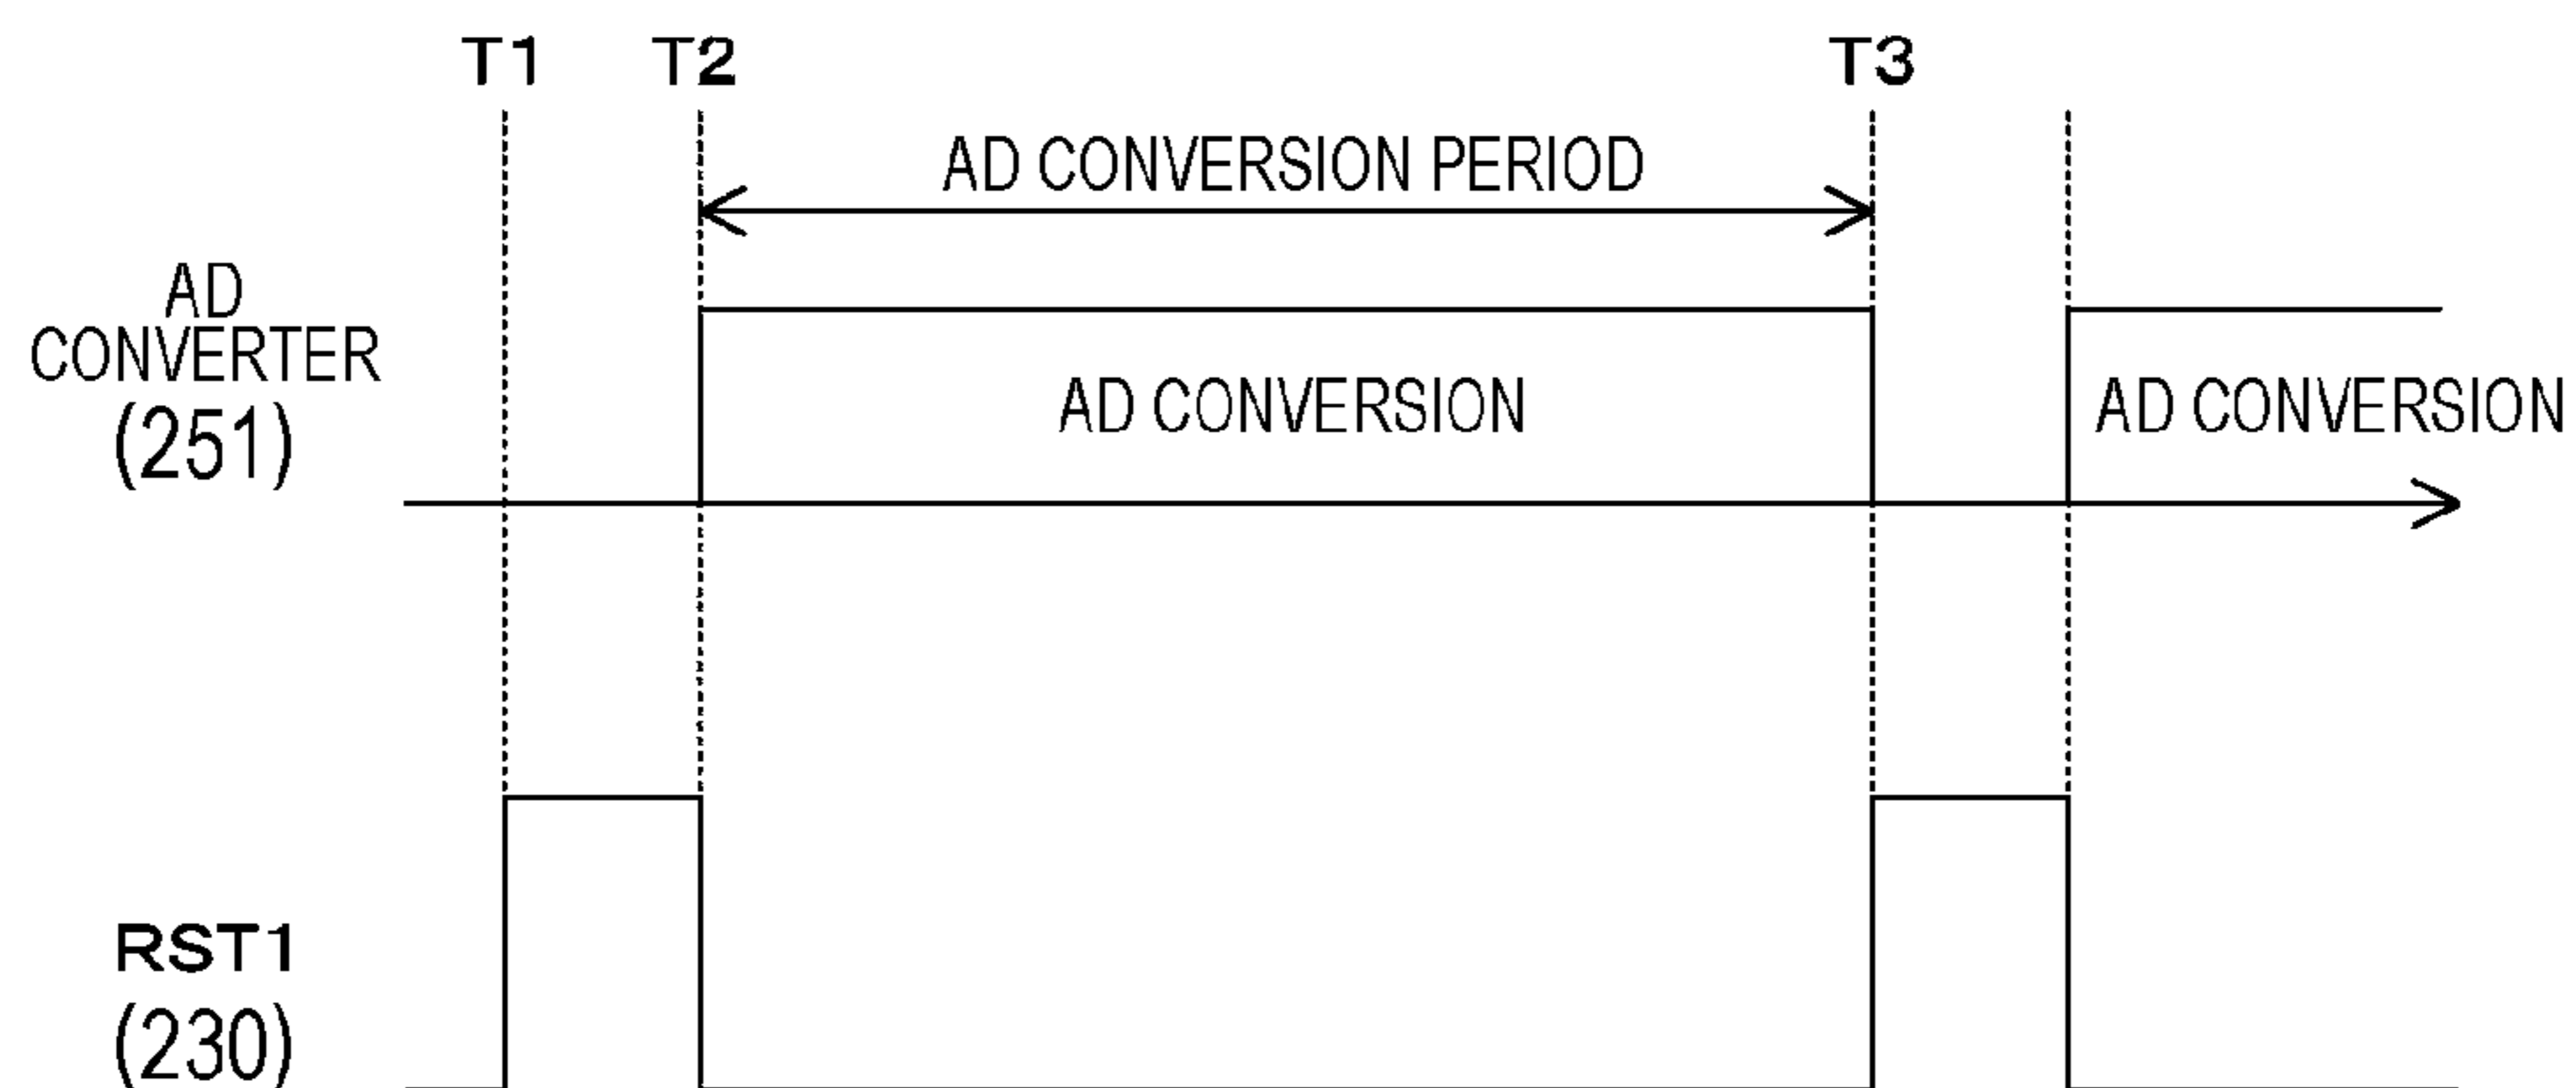 T1 T2 T3
AD CONVERSION PERIOD
AD
CONVERTER
(251)
AD CONVERSION
AD CONVERSION
RST1
(230)